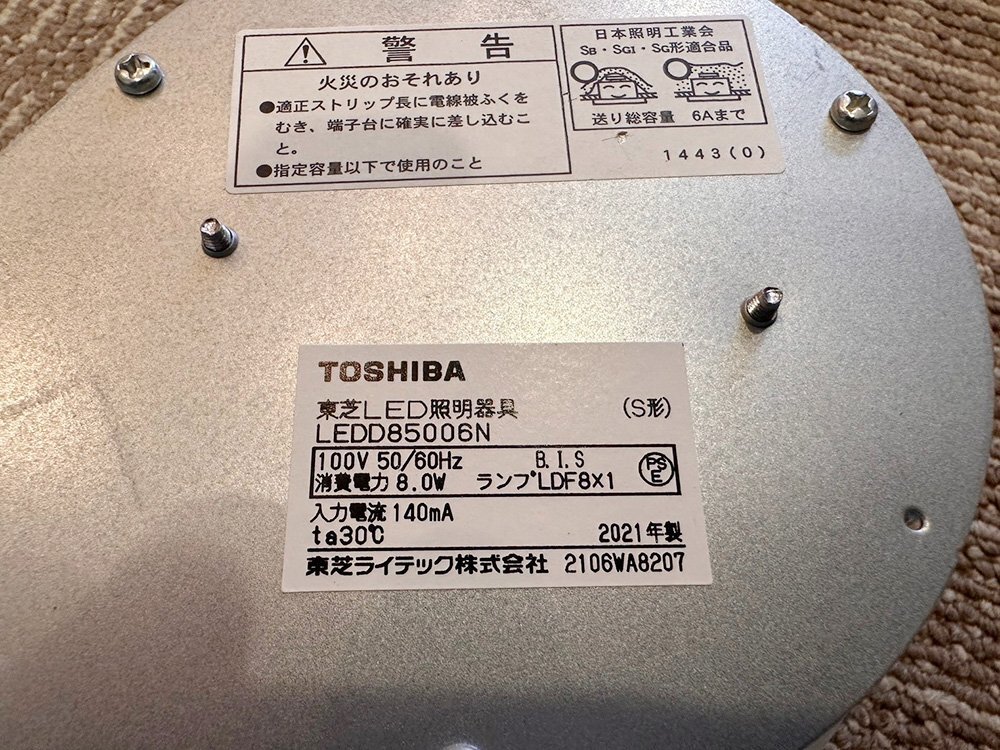 警告
火災のおそれあり
●適正ストリップ長に電線被ふくを
むき、端子台に確実に差し込むこ
と。
●指定容量以下で使用のこと
日本照明工業会
SB・SGI・SG形適合品
送り総容量 6Aまで
1443(0)
TOSHIBA
東芝LED照明器具 (S形)
LEDD85006N
100V 50/60Hz B.I.S
消費電力 8.0W ランプLDF8X1
PS
E
入力電流 140mA
ta30℃ 2021年製
東芝ライテック株式会社 2106WA8207